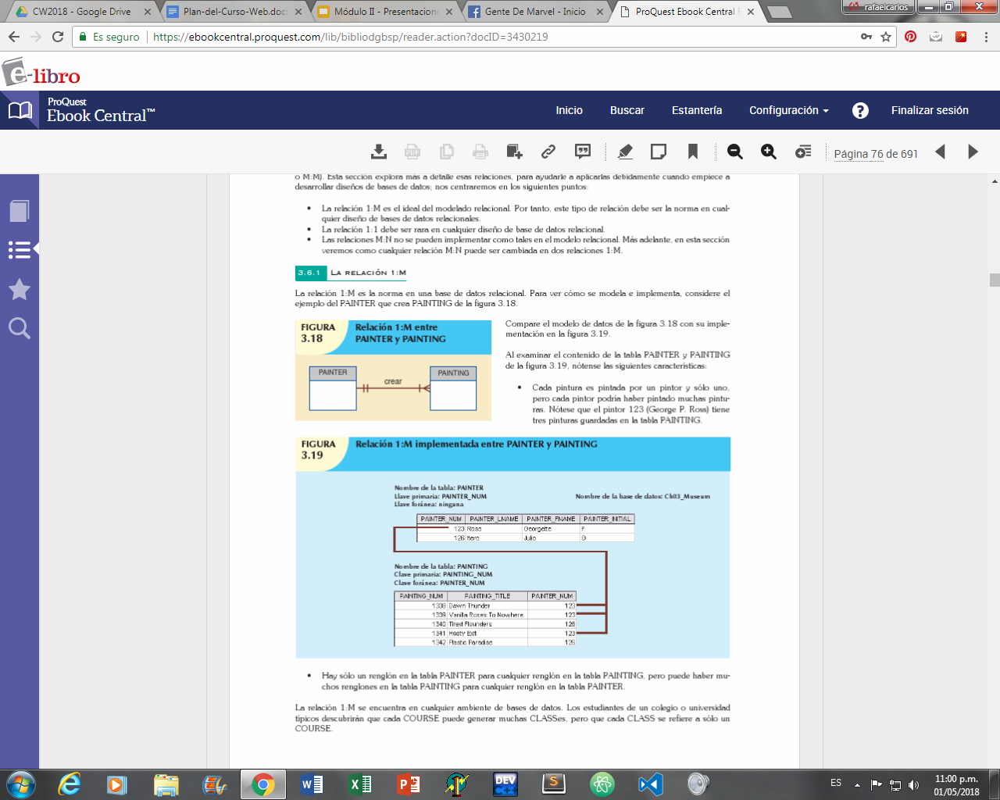 CW2018 - Google Drive
Plan-del-Curso-Web.docx
Módulo II - Presentacione
Gente De Marvel - Inicio
ProQuest Ebook Central
rafaelcarlos
Es seguro
https://ebookcentral.proquest.com/lib/bibliodgbsp/reader.action?docID=3430219
e-libro
ProQuest
Ebook Central™
Inicio
Buscar
Estantería
Configuración
Finalizar sesión
Página 76 de 691
o M:M). Esta sección explora más a detalle esas relaciones, para ayudarle a aplicarlas debidamente cuando empiece a
desarrollar diseños de bases de datos; nos centraremos en los siguientes puntos:
• La relación 1:M es el ideal del modelado relacional. Por tanto, este tipo de relación debe ser la norma en cual-
quier diseño de bases de datos relacionales.
• La relación 1:1 debe ser rara en cualquier diseño de base de datos relacional.
• Las relaciones M:N no se pueden implementar como tales en el modelo relacional. Más adelante, en esta sección
veremos como cualquier relación M:N puede ser cambiada en dos relaciones 1:M.
3.6.1 LA RELACIÓN 1:M
La relación 1:M es la norma en una base de datos relacional. Para ver cómo se modela e implementa, considere el
ejemplo del PAINTER que crea PAINTING de la figura 3.18.
FIGURA
3.18
Relación 1:M entre
PAINTER y PAINTING
PAINTER
crear
PAINTING
Compare el modelo de datos de la figura 3.18 con su imple-
mentación en la figura 3.19.
Al examinar el contenido de la tabla PAINTER y PAINTING
de la figura 3.19, nótense las siguientes características:
• Cada pintura es pintada por un pintor y sólo uno,
pero cada pintor podría haber pintado muchas pintu-
ras. Nótese que el pintor 123 (George P. Ross) tiene
tres pinturas guardadas en la tabla PAINTING.
FIGURA
3.19
Relación 1:M implementada entre PAINTER y PAINTING
Nombre de la tabla: PAINTER
Llave primaria: PAINTER_NUM
Llave foránea: ninguna
Nombre de la base de datos: Ch03_Museum
PAINTER_NUM PAINTER_LNAME PAINTER_FNAME PAINTER_INITIAL
123 Ross Georgette P
126 Itero Julio G
Nombre de la tabla: PAINTING
Clave primaria: PAINTING_NUM
Clave foránea: PAINTER_NUM
PAINTING_NUM PAINTING_TITLE PAINTER_NUM
1338 Dawn Thunder 123
1339 Vanilla Roses To Nowhere 123
1340 Tired Flounders 126
1341 Hasty Exit 123
1342 Plastic Paradise 126
• Hay sólo un renglón en la tabla PAINTER para cualquier renglón en la tabla PAINTING, pero puede haber mu-
chos renglones en la tabla PAINTING para cualquier renglón en la tabla PAINTER.
La relación 1:M se encuentra en cualquier ambiente de bases de datos. Los estudiantes de un colegio o universidad
típicos descubrirán que cada COURSE puede generar muchas CLASSes, pero que cada CLASS se refiere a sólo un
COURSE.
DEV
C++
ES
11:00 p.m.
01/05/2018